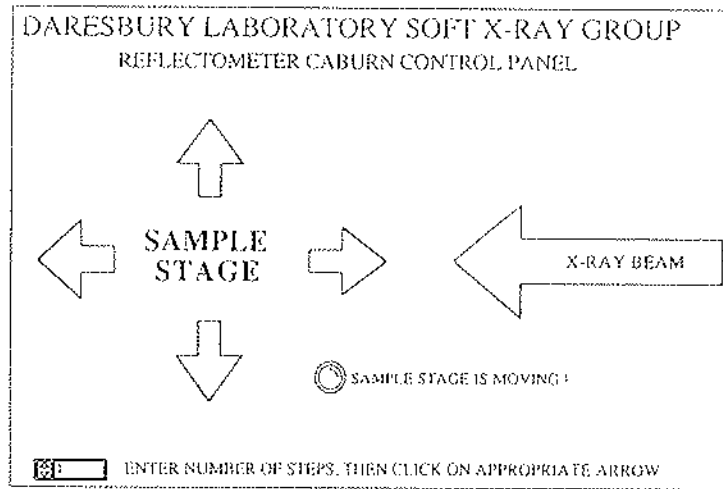 DARESBURY LABORATORY SOFT X-RAY GROUP
REFLECTOMETER CABURN CONTROL PANEL
SAMPLE
STAGE
X-RAY BEAM
SAMPLE STAGE IS MOVING !
ENTER NUMBER OF STEPS, THEN CLICK ON APPROPRIATE ARROW